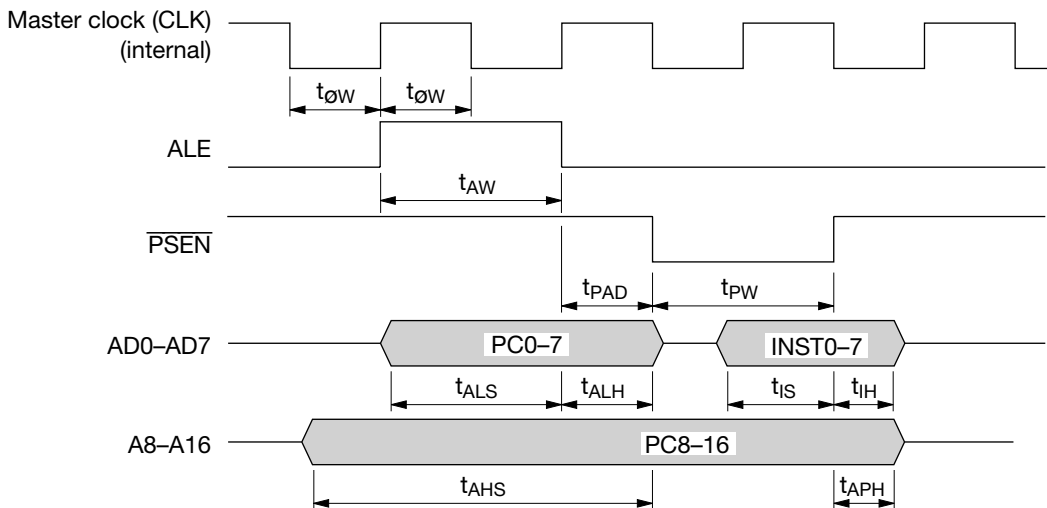 Master clock (CLK)
(internal)
tøW tøW
ALE
tAW
PSEN
tPAD tPW
AD0–AD7 PC0–7 INST0–7
tALS tALH tIS tIH
A8–A16 PC8–16
tAHS tAPH